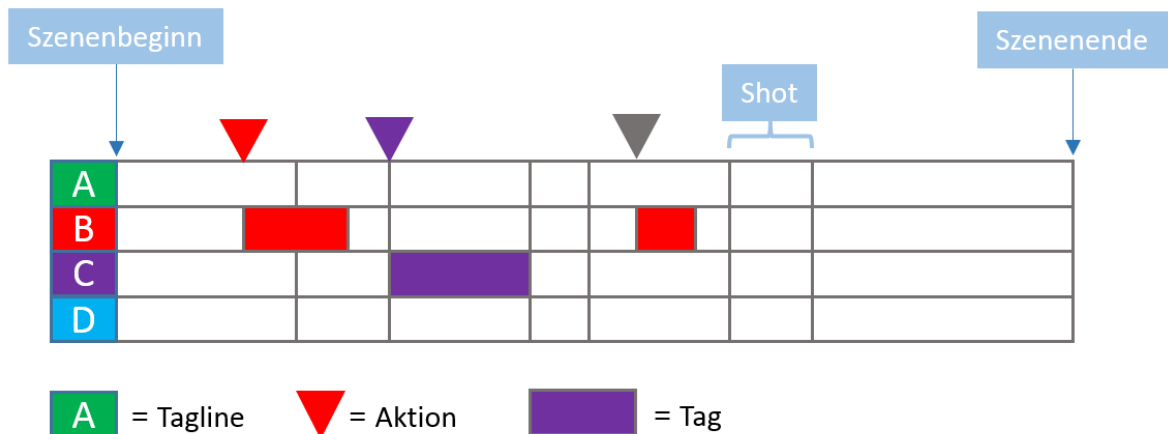 Szenenbeginn
Szenenende
Shot
A
B
C
D
A = Tagline = Aktion = Tag